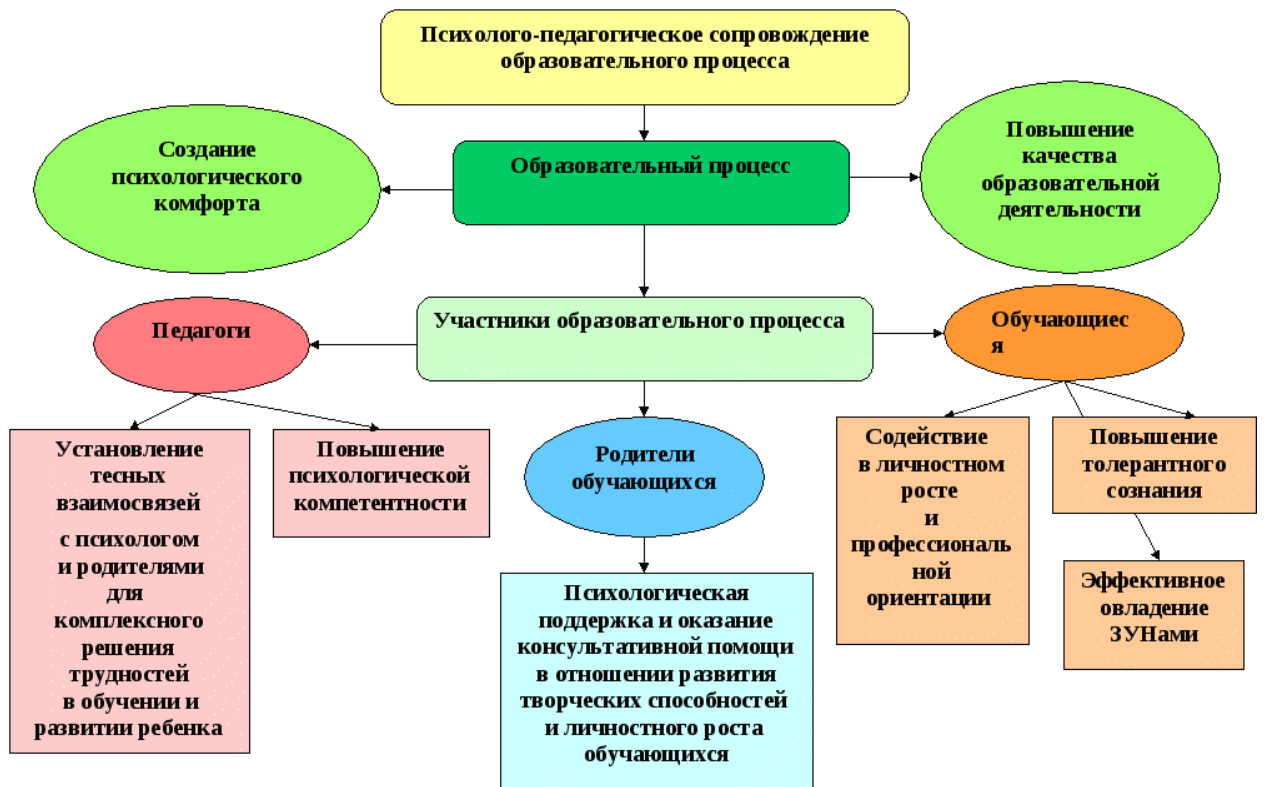 Психолого-педагогическое сопровождение
образовательного процесса
Создание
психологического
комфорта
Образовательный процесс
Повышение
качества
образовательной
деятельности
Педагоги
Участники образовательного процесса
Обучающиес
я
Установление
тесных
взаимосвязей
с психологом
и родителями
для
комплексного
решения
трудностей
в обучении и
развитии ребенка
Повышение
психологической
компетентности
Родители
обучающихся
Психологическая
поддержка и оказание
консультативной помощи
в отношении развития
творческих способностей
и личностного роста
обучающихся
Содействие
в личностном
росте
и
профессиональ
ной
ориентации
Повышение
толерантного
сознания
Эффективное
овладение
ЗУНами